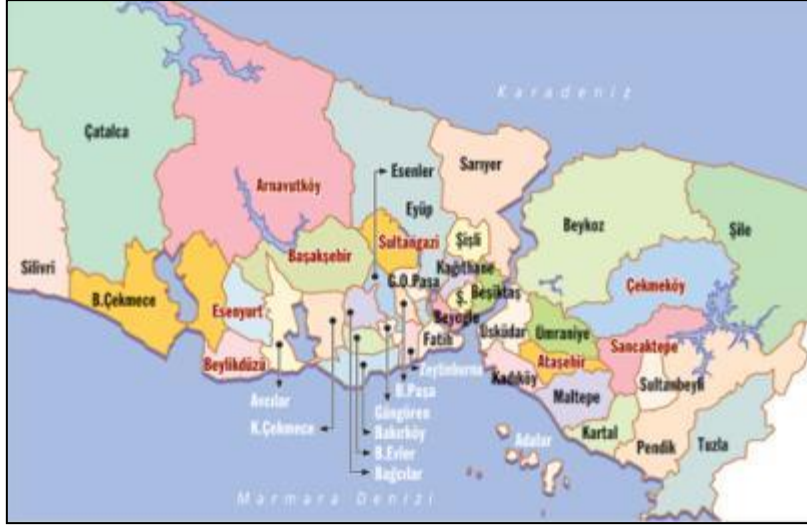 Karadeniz
Çatalca
Sarıyer
Esenler
Arnavutköy
Eyüp
Beykoz
Şile
Sultangazi
Şişli
Başakşehir
Silivri
Kağıthane
G.O.Paşa
Çekmeköy
B.Çekmece
Ş.
Beşiktaş
Esenyurt
Beyoğlu
Üsküdar
Ümraniye
Fatih
Sancaktepe
Beylikdüzü
Ataşehir
Zeytinburnu
Kadıköy
Sultanbeyli
B.Paşa
Maltepe
Avcılar
Güngören
K.Çekmece
Bakırköy
Kartal
Adalar
Pendik
Tuzla
B.Evler
Bağcılar
Marmara Denizi